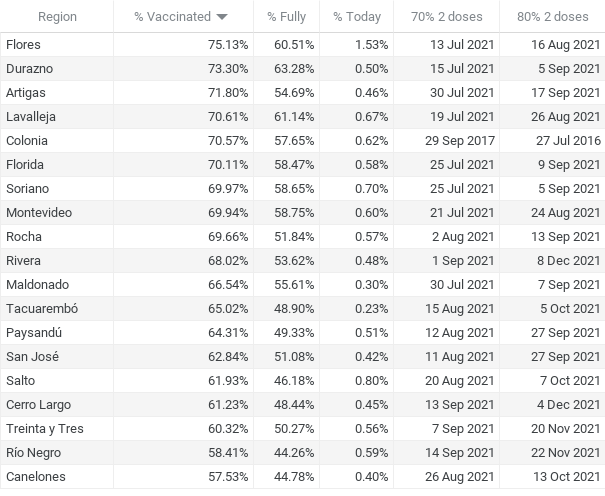 Region % Vaccinated % Fully % Today 70% 2 doses 80% 2 doses
Flores 75.13% 60.51% 1.53% 13 Jul 2021 16 Aug 2021
Durazno 73.30% 63.28% 0.50% 15 Jul 2021 5 Sep 2021
Artigas 71.80% 54.69% 0.46% 30 Jul 2021 17 Sep 2021
Lavalleja 70.61% 61.14% 0.67% 19 Jul 2021 26 Aug 2021
Colonia 70.57% 57.65% 0.62% 29 Sep 2017 27 Jul 2016
Florida 70.11% 58.47% 0.58% 25 Jul 2021 9 Sep 2021
Soriano 69.97% 58.65% 0.70% 25 Jul 2021 5 Sep 2021
Montevideo 69.94% 58.75% 0.60% 21 Jul 2021 24 Aug 2021
Rocha 69.66% 51.84% 0.57% 2 Aug 2021 13 Sep 2021
Rivera 68.02% 53.62% 0.48% 1 Sep 2021 8 Dec 2021
Maldonado 66.54% 55.61% 0.30% 30 Jul 2021 7 Sep 2021
Tacuarembó 65.02% 48.90% 0.23% 15 Aug 2021 5 Oct 2021
Paysandú 64.31% 49.33% 0.51% 12 Aug 2021 27 Sep 2021
San José 62.84% 51.08% 0.42% 11 Aug 2021 27 Sep 2021
Salto 61.93% 46.18% 0.80% 20 Aug 2021 7 Oct 2021
Cerro Largo 61.23% 48.44% 0.45% 13 Sep 2021 4 Dec 2021
Treinta y Tres 60.32% 50.27% 0.56% 7 Sep 2021 20 Nov 2021
Río Negro 58.41% 44.26% 0.59% 14 Sep 2021 22 Nov 2021
Canelones 57.53% 44.78% 0.40% 26 Aug 2021 13 Oct 2021